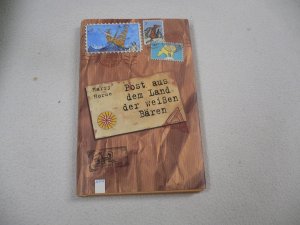 Harry
Horse
Post aus
dem Land
der weißen
Bären